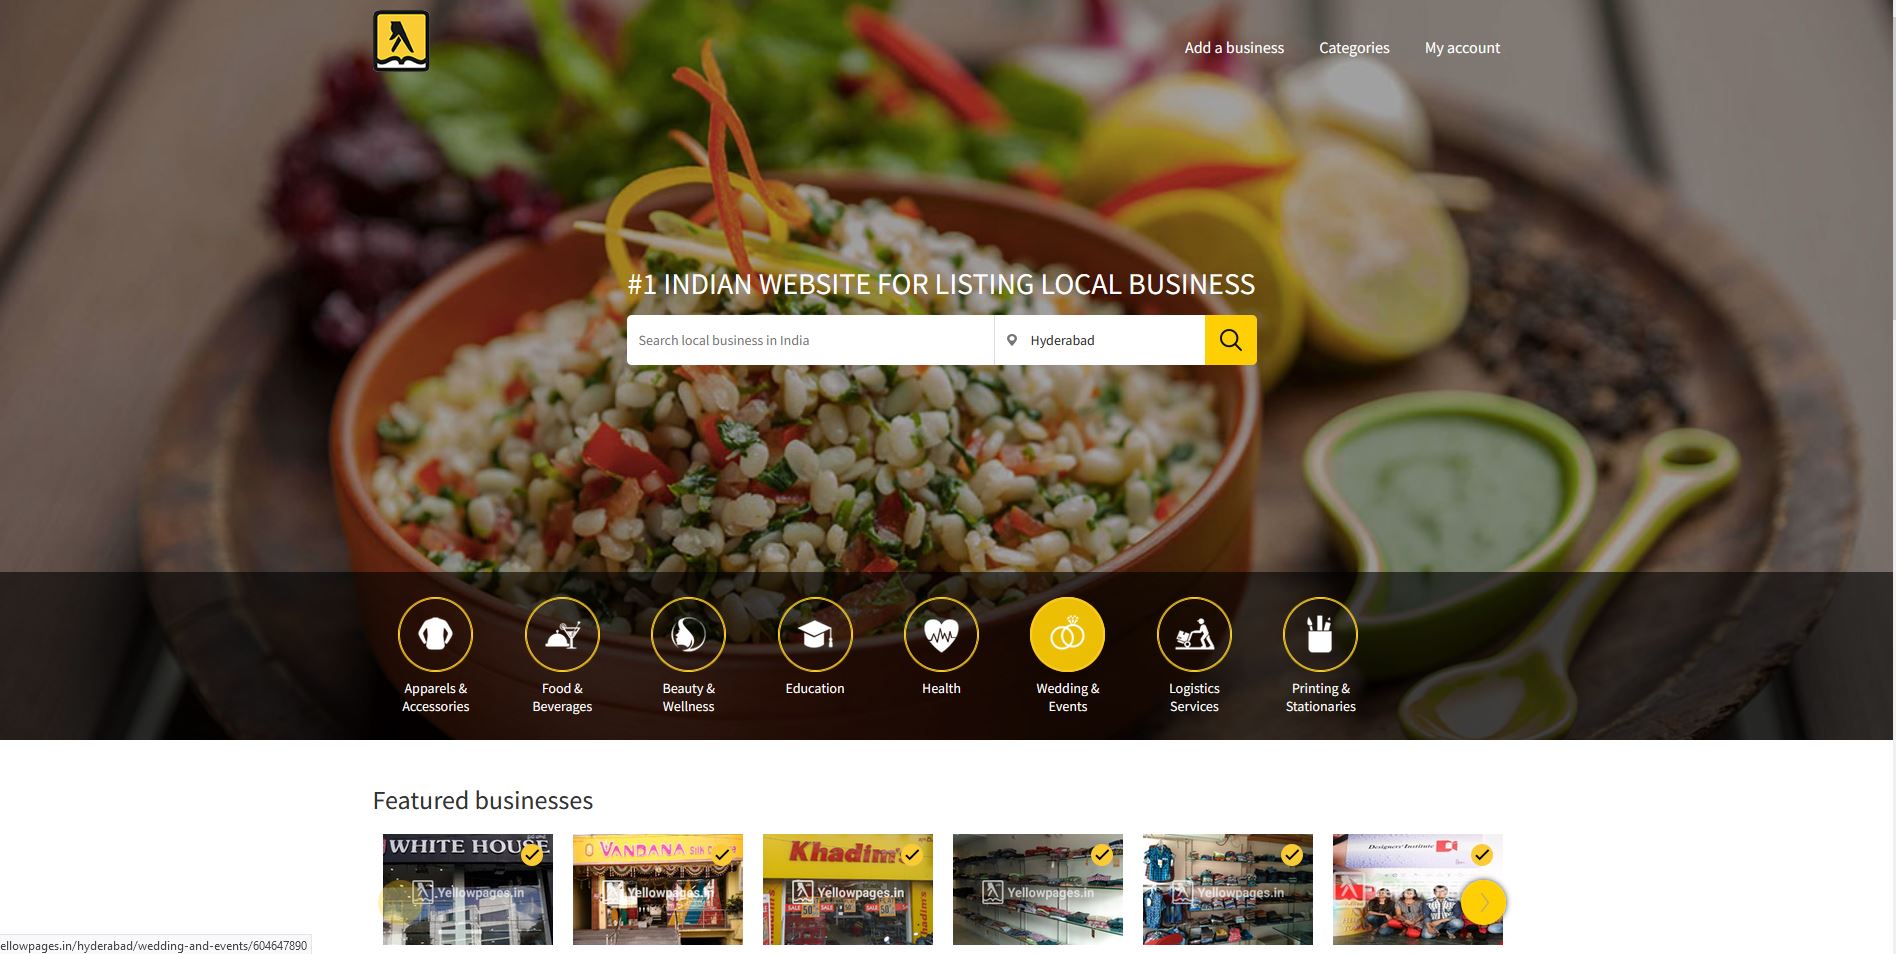 Add a business Categories My account
#1 INDIAN WEBSITE FOR LISTING LOCAL BUSINESS
Search local business in India Hyderabad
Apparels &
Accessories
Food &
Beverages
Beauty &
Wellness
Education
Health
Wedding &
Events
Logistics
Services
Printing &
Stationaries
Featured businesses
WHITE HOUSE
Yellowpages.in
VANDANA Silk
Yellowpages.in
Khadim's
SALE 50
Yellowpages.in
Yellowpages.in
Yellowpages.in
Designers' Institute
ellowpages.in/hyderabad/wedding-and-events/604647890